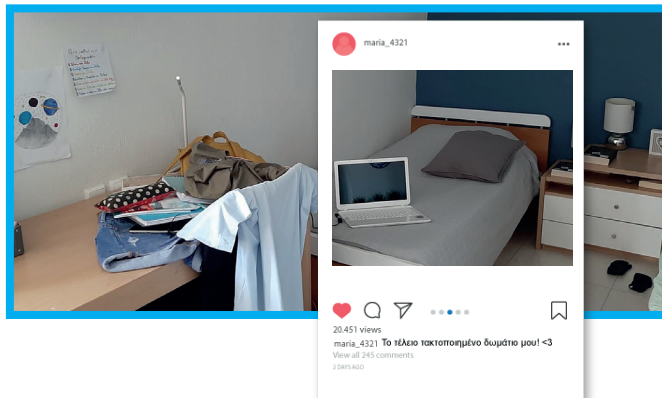 maria_4321
20.451 views
maria_4321 Το τέλειο τακτοποιημένο δωμάτιο μου! <3
View all 245 comments
2 DAYS AGO